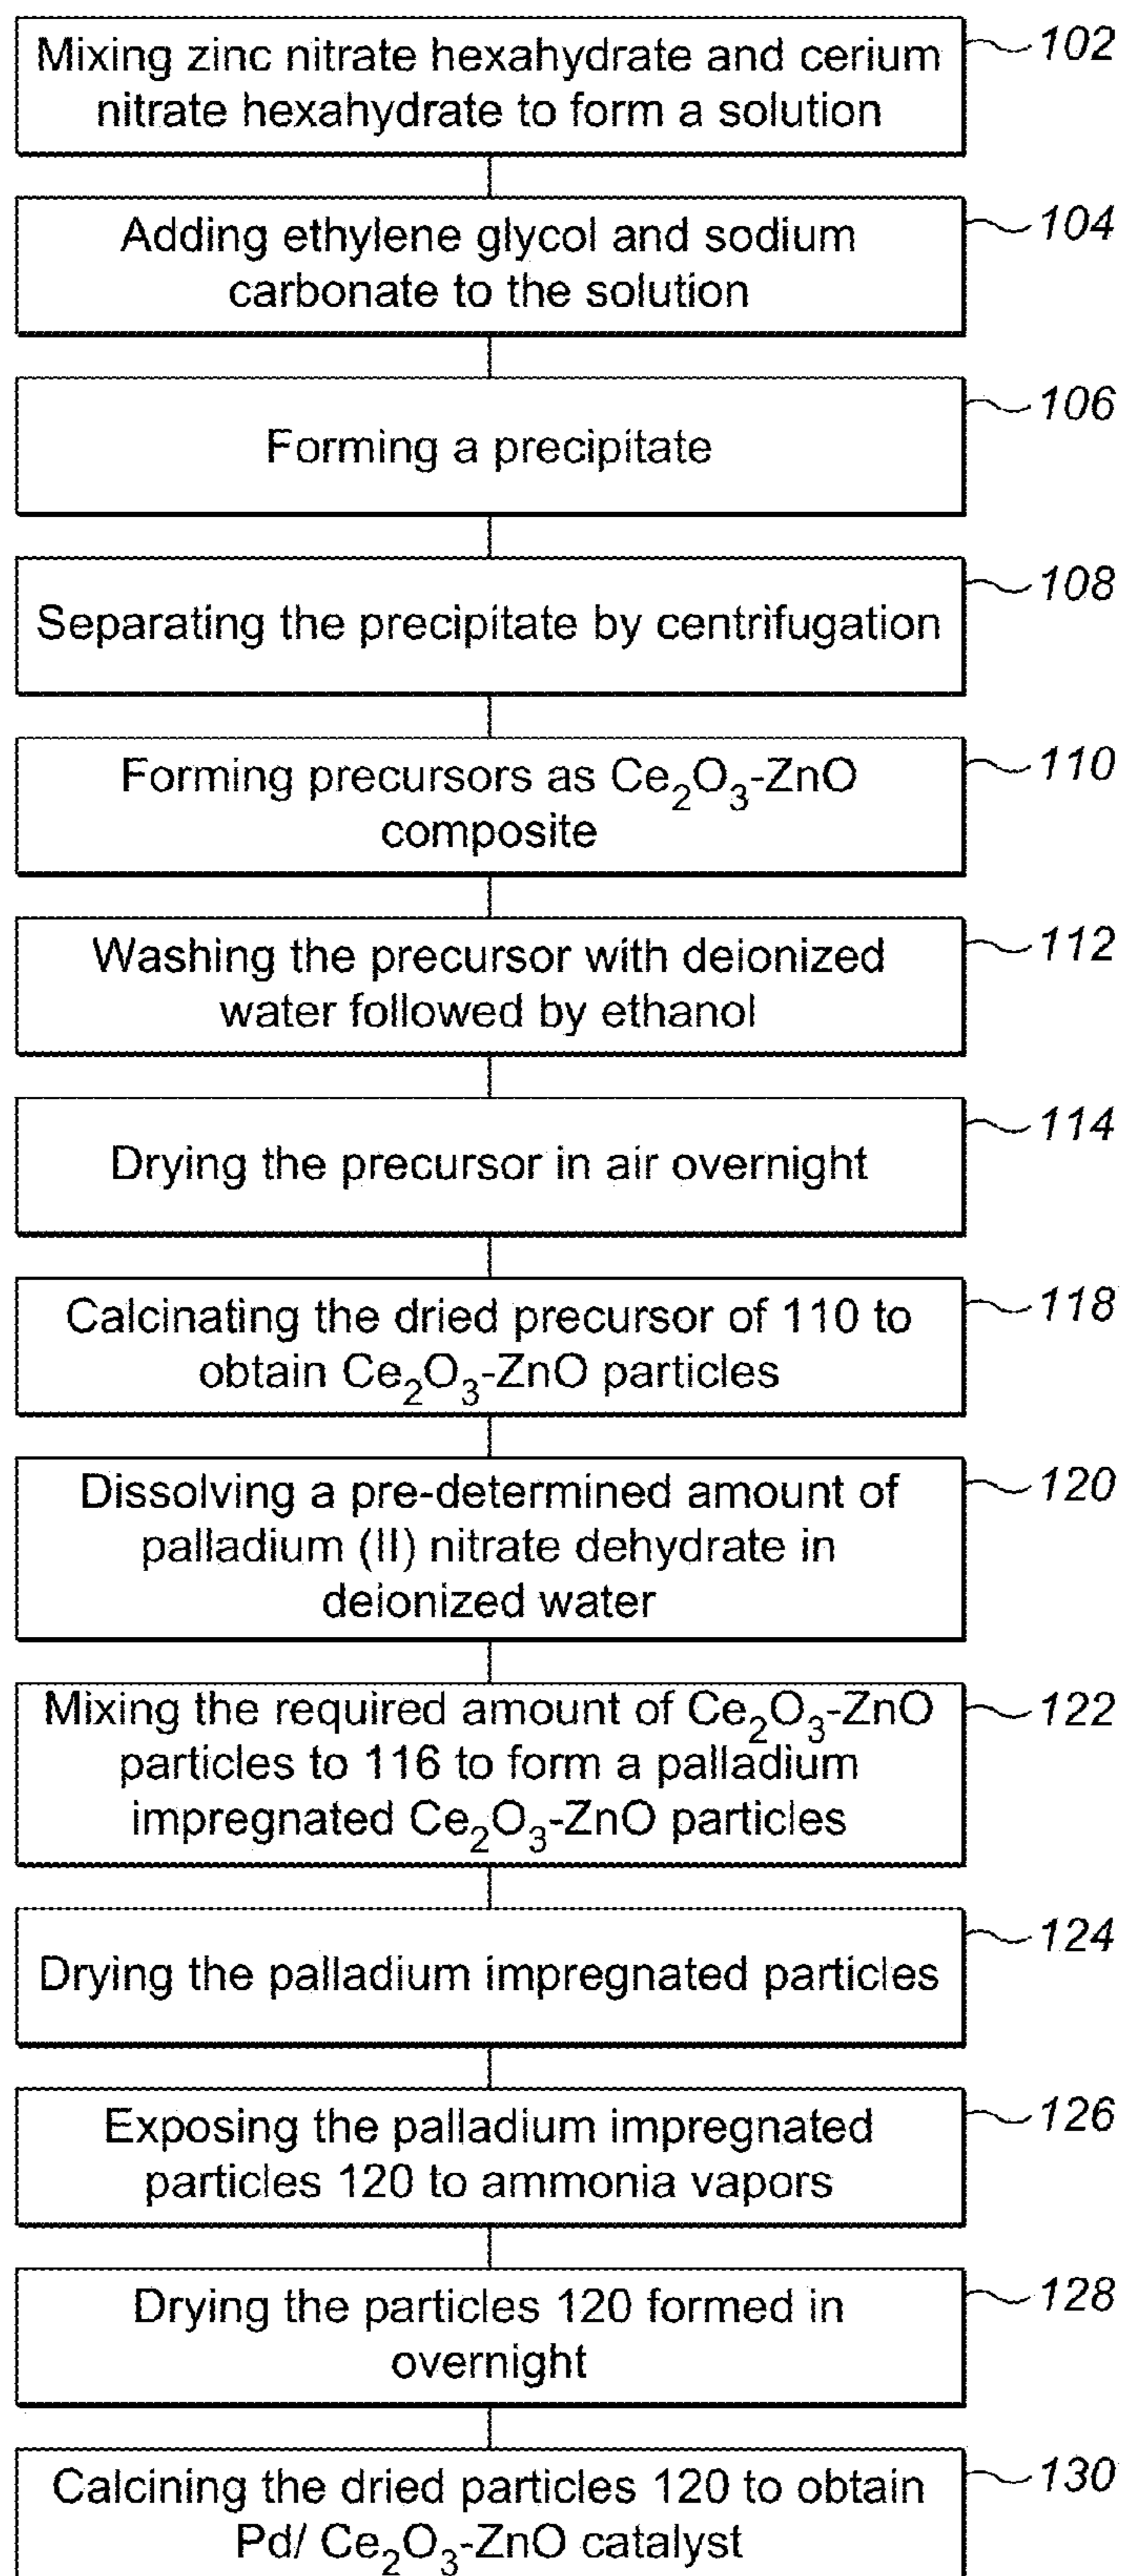 Mixing zinc nitrate hexahydrate and cerium
nitrate hexahydrate to form a solution
102
Adding ethylene glycol and sodium
carbonate to the solution
104
Forming a precipitate
106
Separating the precipitate by centrifugation
108
Forming precursors as Ce₂O₃-ZnO
composite
110
Washing the precursor with deionized
water followed by ethanol
112
Drying the precursor in air overnight
114
Calcinating the dried precursor of 110 to
obtain Ce₂O₃-ZnO particles
118
Dissolving a pre-determined amount of
palladium (II) nitrate dehydrate in
deionized water
120
Mixing the required amount of Ce₂O₃-ZnO
particles to 116 to form a palladium
impregnated Ce₂O₃-ZnO particles
122
Drying the palladium impregnated particles
124
Exposing the palladium impregnated
particles 120 to ammonia vapors
126
Drying the particles 120 formed in
overnight
128
Calcining the dried particles 120 to obtain
Pd/ Ce₂O₃-ZnO catalyst
130